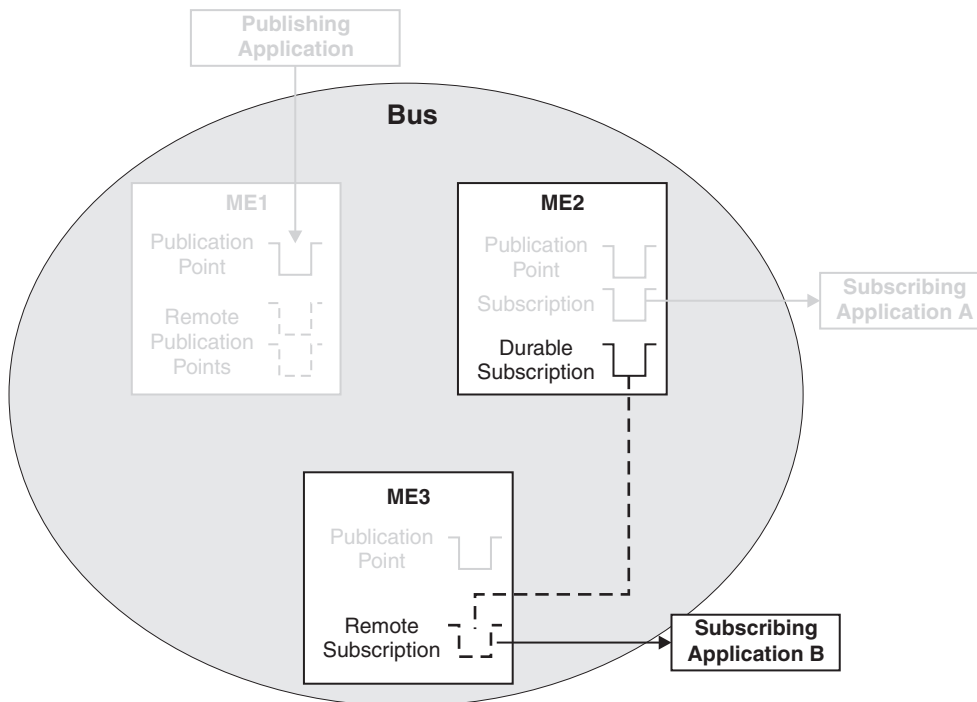 Publishing
Application
Bus
ME1
Publication
Point
Remote
Publication
Points
ME2
Publication
Point
Subscription
Durable
Subscription
Subscribing
Application A
ME3
Publication
Point
Remote
Subscription
Subscribing
Application B